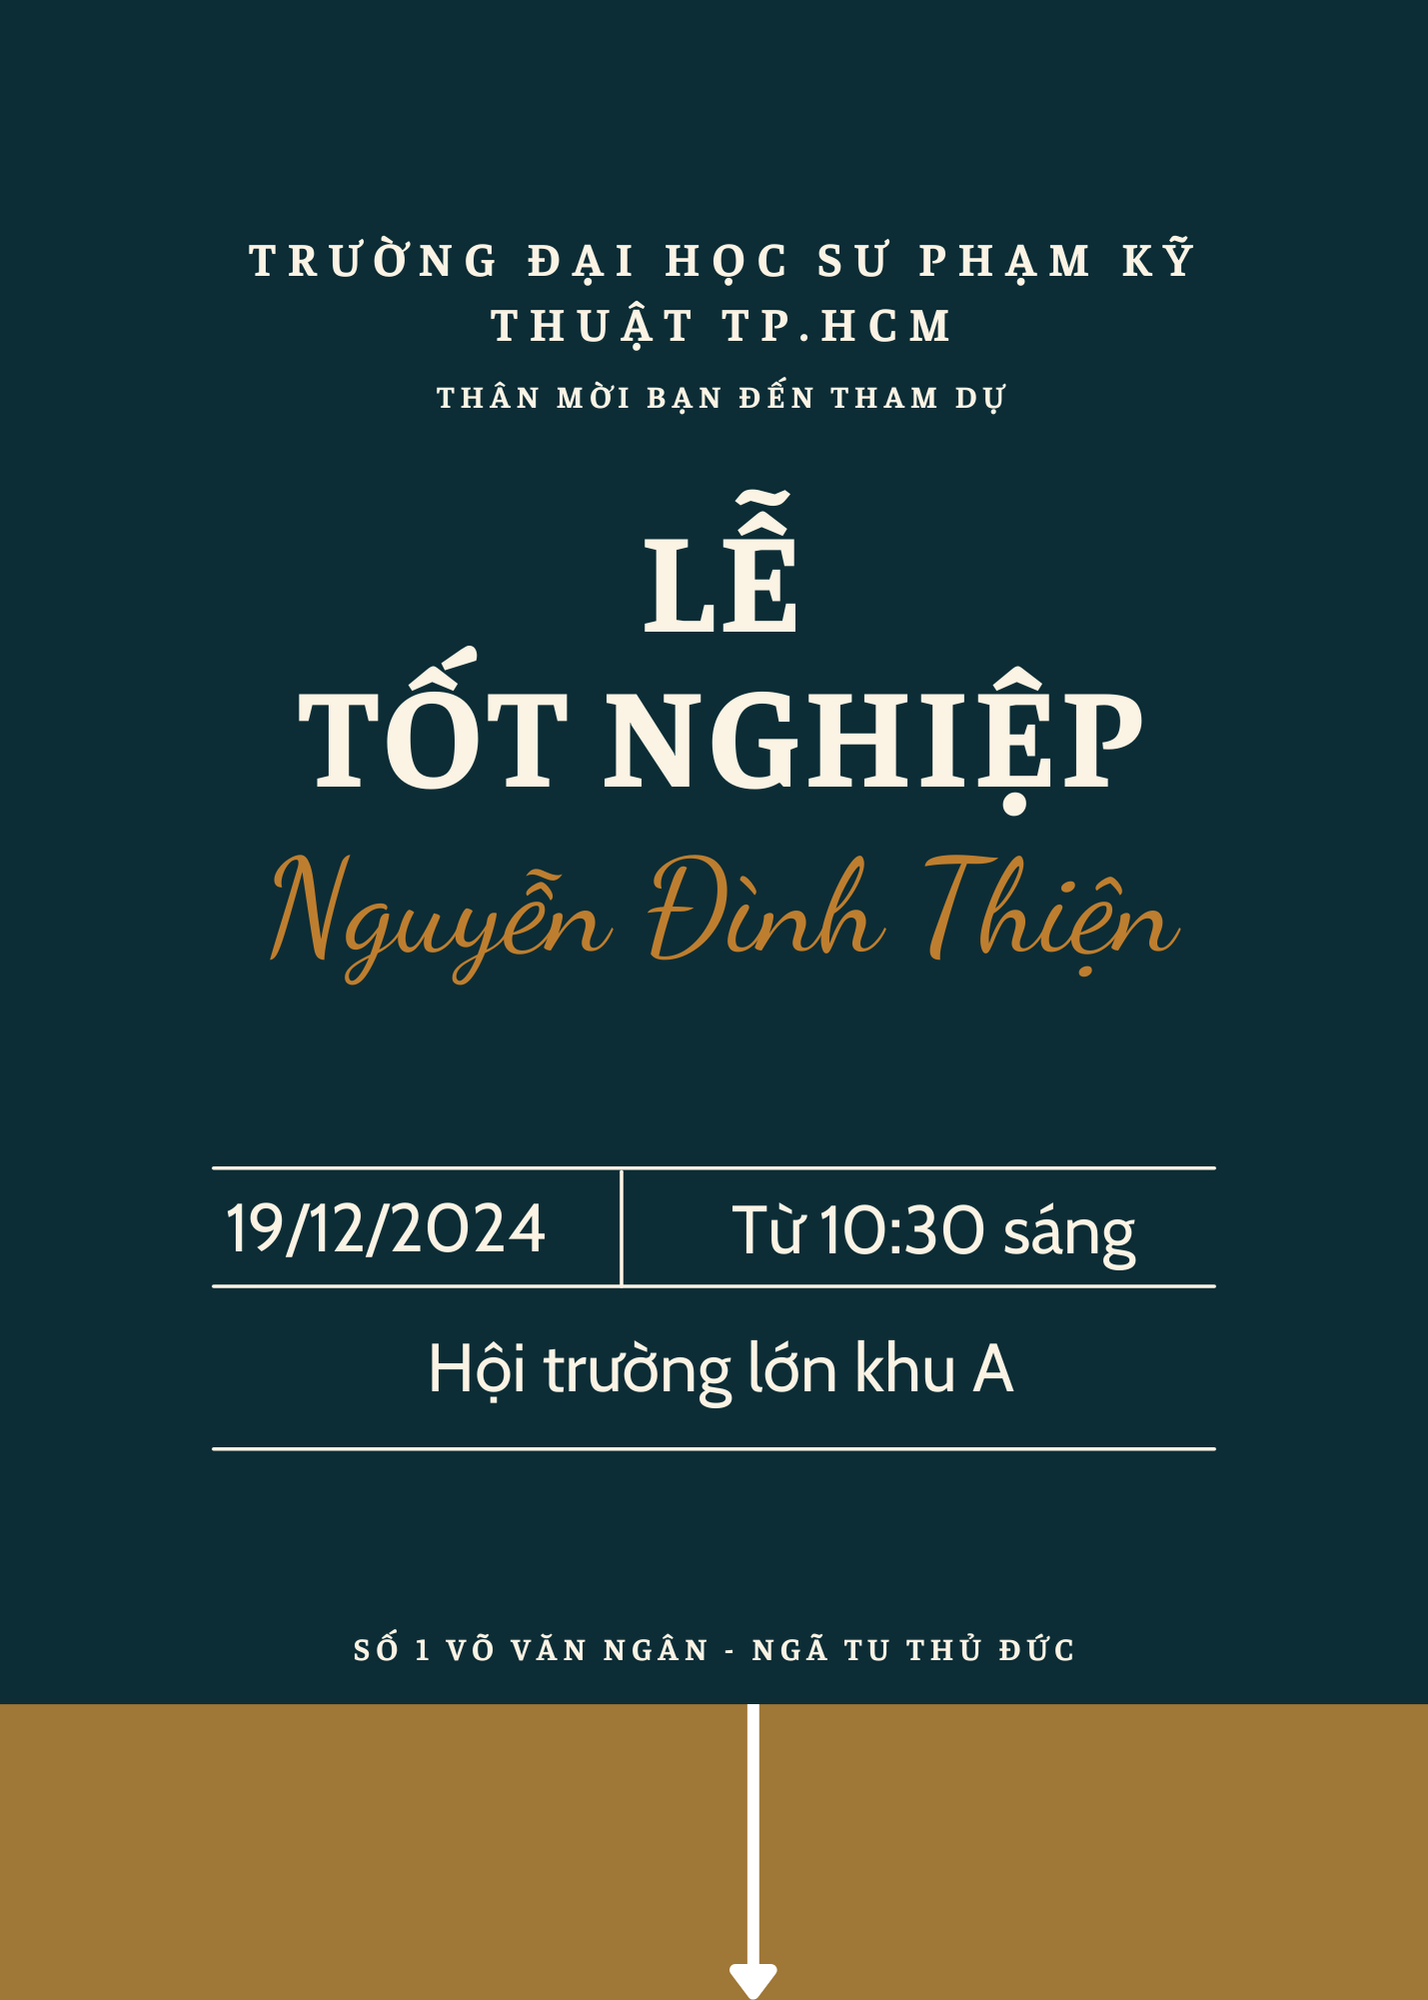 TRƯỜNG ĐẠI HỌC SƯ PHẠM KỸ
THUẬT TP.HCM
THÂN MỜI BẠN ĐẾN THAM DỰ
LỄ
TỐT NGHIỆP
Nguyễn Đình Thiện
19/12/2024
Từ 10:30 sáng
Hội trường lớn khu A
SỐ 1 VÕ VĂN NGÂN - NGÃ TU THỦ ĐỨC